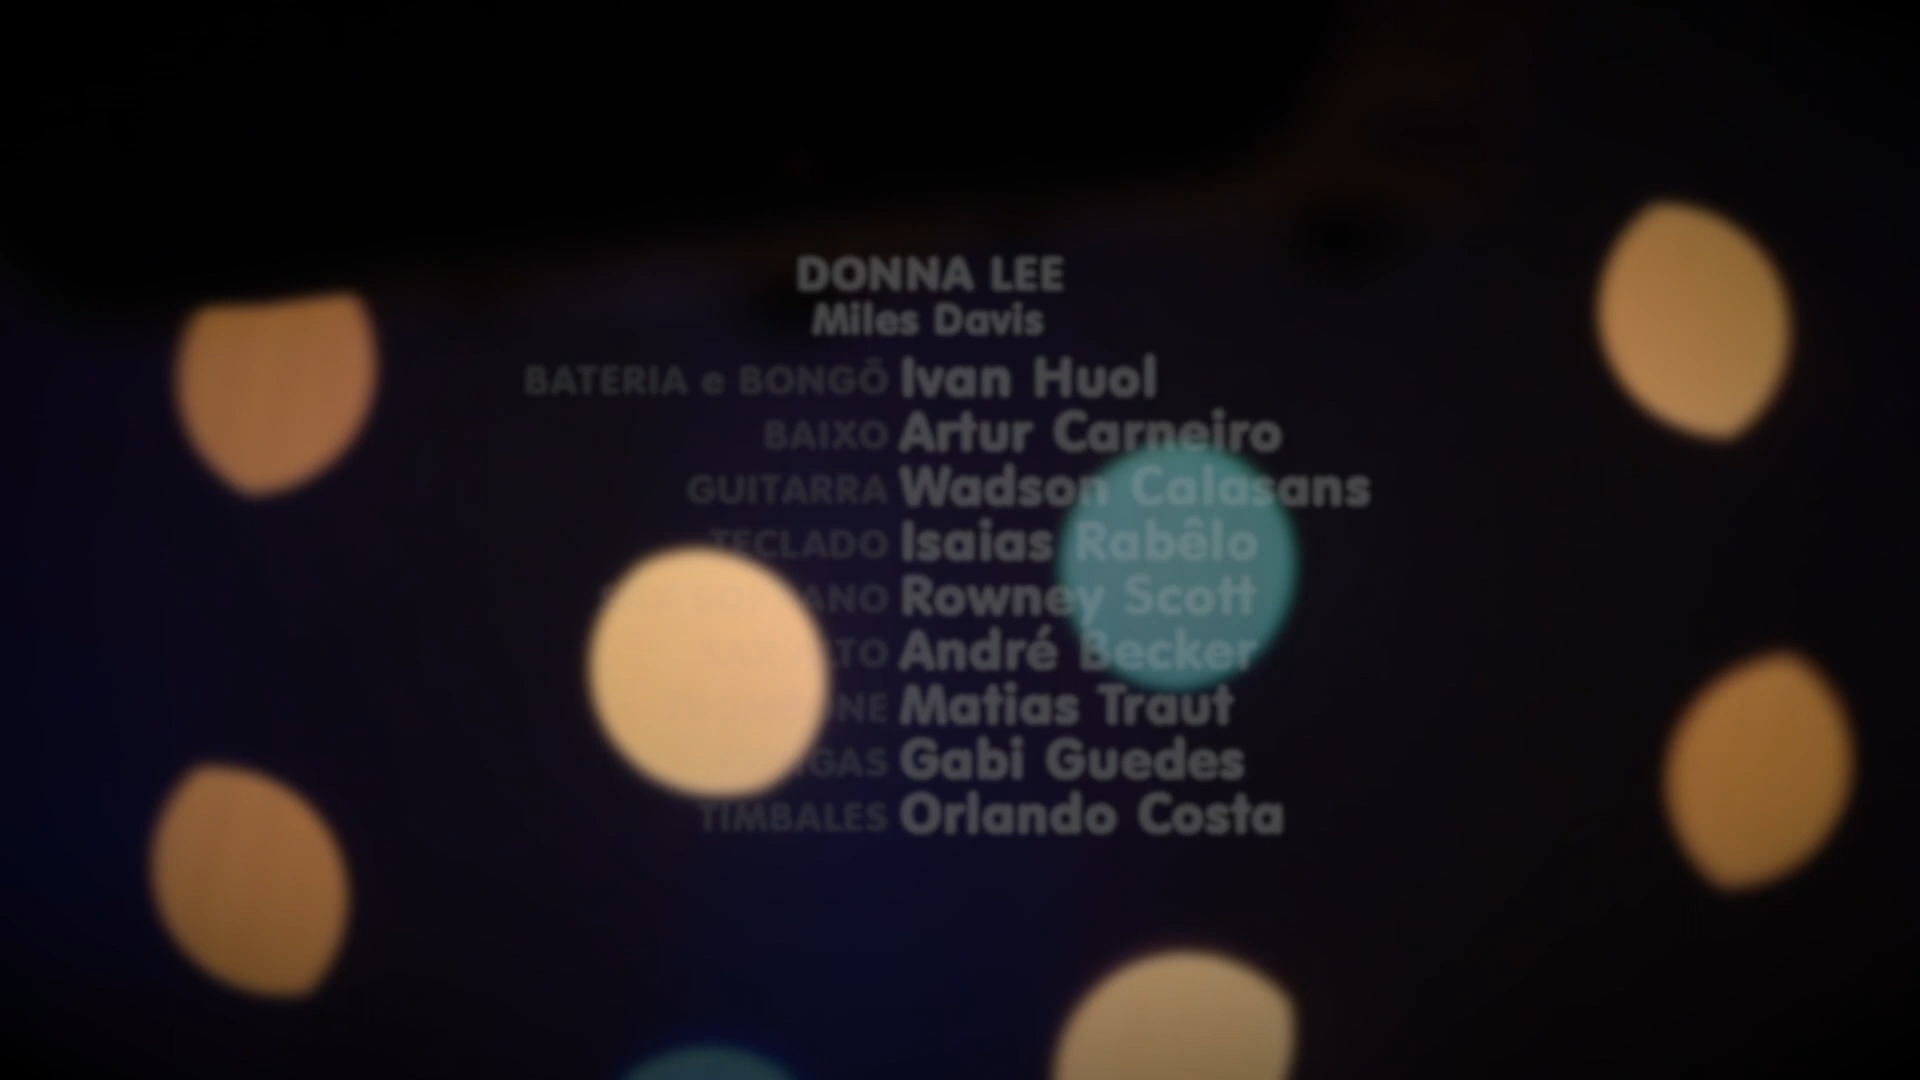 DONNA LEE
Miles Davis
BATERIA e BONGÔ Ivan Huol
BAIXO Artur Carneiro
GUITARRA Wadson Calasans
TECLADO Isaias Rabêlo
Rowney Scott
André Becker
Matias Traut
Gabi Guedes
TIMBALES Orlando Costa